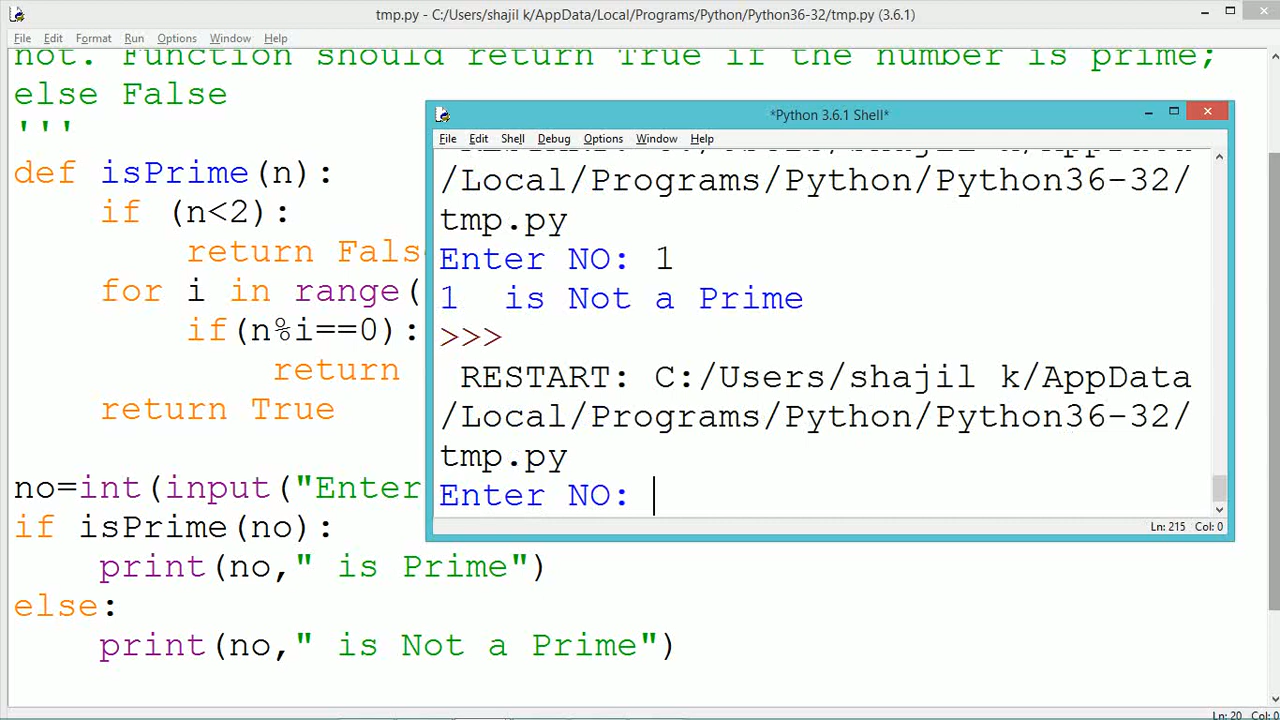 tmp.py - C:/Users/shajil k/AppData/Local/Programs/Python/Python36-32/tmp.py (3.6.1)
File Edit Format Run Options Window Help
not. Function should return True if the number is prime;
else False
'''
def isPrime(n):
    if (n<2):
        return Fals
    for i in range(
        if(n%i==0):
            return
    return True
no=int(input("Enter
if isPrime(no):
    print(no," is Prime")
else:
    print(no," is Not a Prime")
Ln: 20 Col: 0
*Python 3.6.1 Shell*
File Edit Shell Debug Options Window Help
/Local/Programs/Python/Python36-32/
tmp.py
Enter NO: 1
1  is Not a Prime
>>>
 RESTART: C:/Users/shajil k/AppData
/Local/Programs/Python/Python36-32/
tmp.py
Enter NO:
Ln: 215 Col: 0